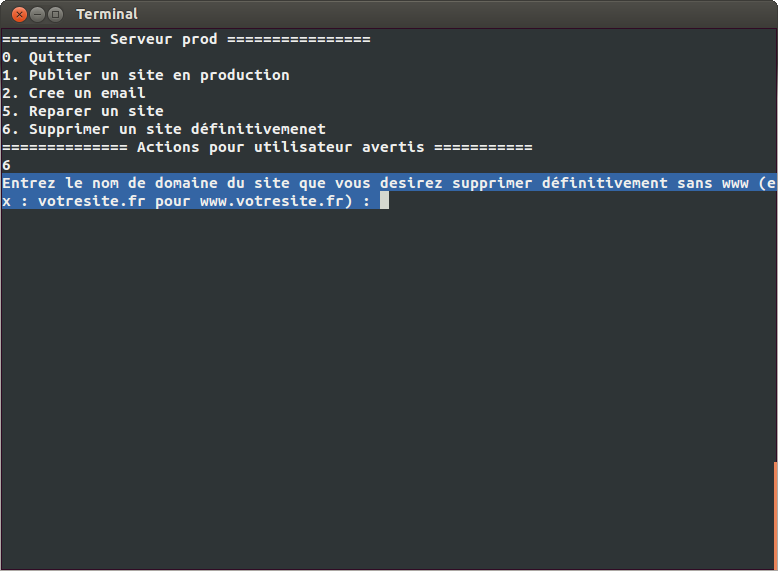 Terminal
=========== Serveur prod ================
0. Quitter
1. Publier un site en production
2. Cree un email
5. Reparer un site
6. Supprimer un site définitivemenet
============== Actions pour utilisateur avertis ===========
6
Entrez le nom de domaine du site que vous desirez supprimer définitivement sans www (e
x : votresite.fr pour www.votresite.fr) :